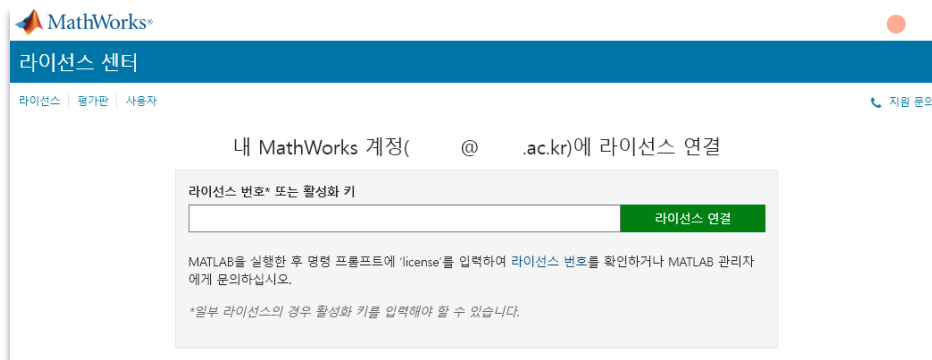 MathWorks®
라이선스 센터
라이선스 평가판 사용자 지원 문의
내 MathWorks 계정( @ .ac.kr)에 라이선스 연결
라이선스 번호* 또는 활성화 키
라이선스 연결
MATLAB을 실행한 후 명령 프롬프트에 'license'를 입력하여 라이선스 번호를 확인하거나 MATLAB 관리자
에게 문의하십시오.
*일부 라이선스의 경우 활성화 키를 입력해야 할 수 있습니다.